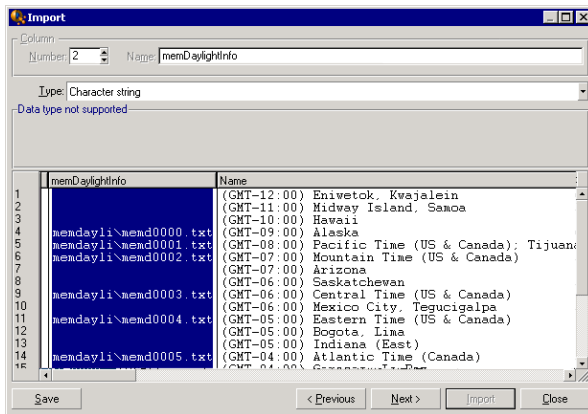 Import
Column
Number: 2 Name: memDaylightInfo
Type: Character string
Data type not supported
memDaylightInfo Name
1 (GMT-12:00) Eniwetok, Kwajalein
2 (GMT-11:00) Midway Island, Samoa
3 (GMT-10:00) Hawaii
4 memdayli\memd0000.txt (GMT-09:00) Alaska
5 memdayli\memd0001.txt (GMT-08:00) Pacific Time (US & Canada); Tijuana
6 memdayli\memd0002.txt (GMT-07:00) Mountain Time (US & Canada)
7 (GMT-07:00) Arizona
8 (GMT-06:00) Saskatchewan
9 memdayli\memd0003.txt (GMT-06:00) Central Time (US & Canada)
10 (GMT-06:00) Mexico City, Tegucigalpa
11 memdayli\memd0004.txt (GMT-05:00) Eastern Time (US & Canada)
12 (GMT-05:00) Bogota, Lima
13 (GMT-05:00) Indiana (East)
14 memdayli\memd0005.txt (GMT-04:00) Atlantic Time (Canada)
15
Save < Previous Next > Import Close